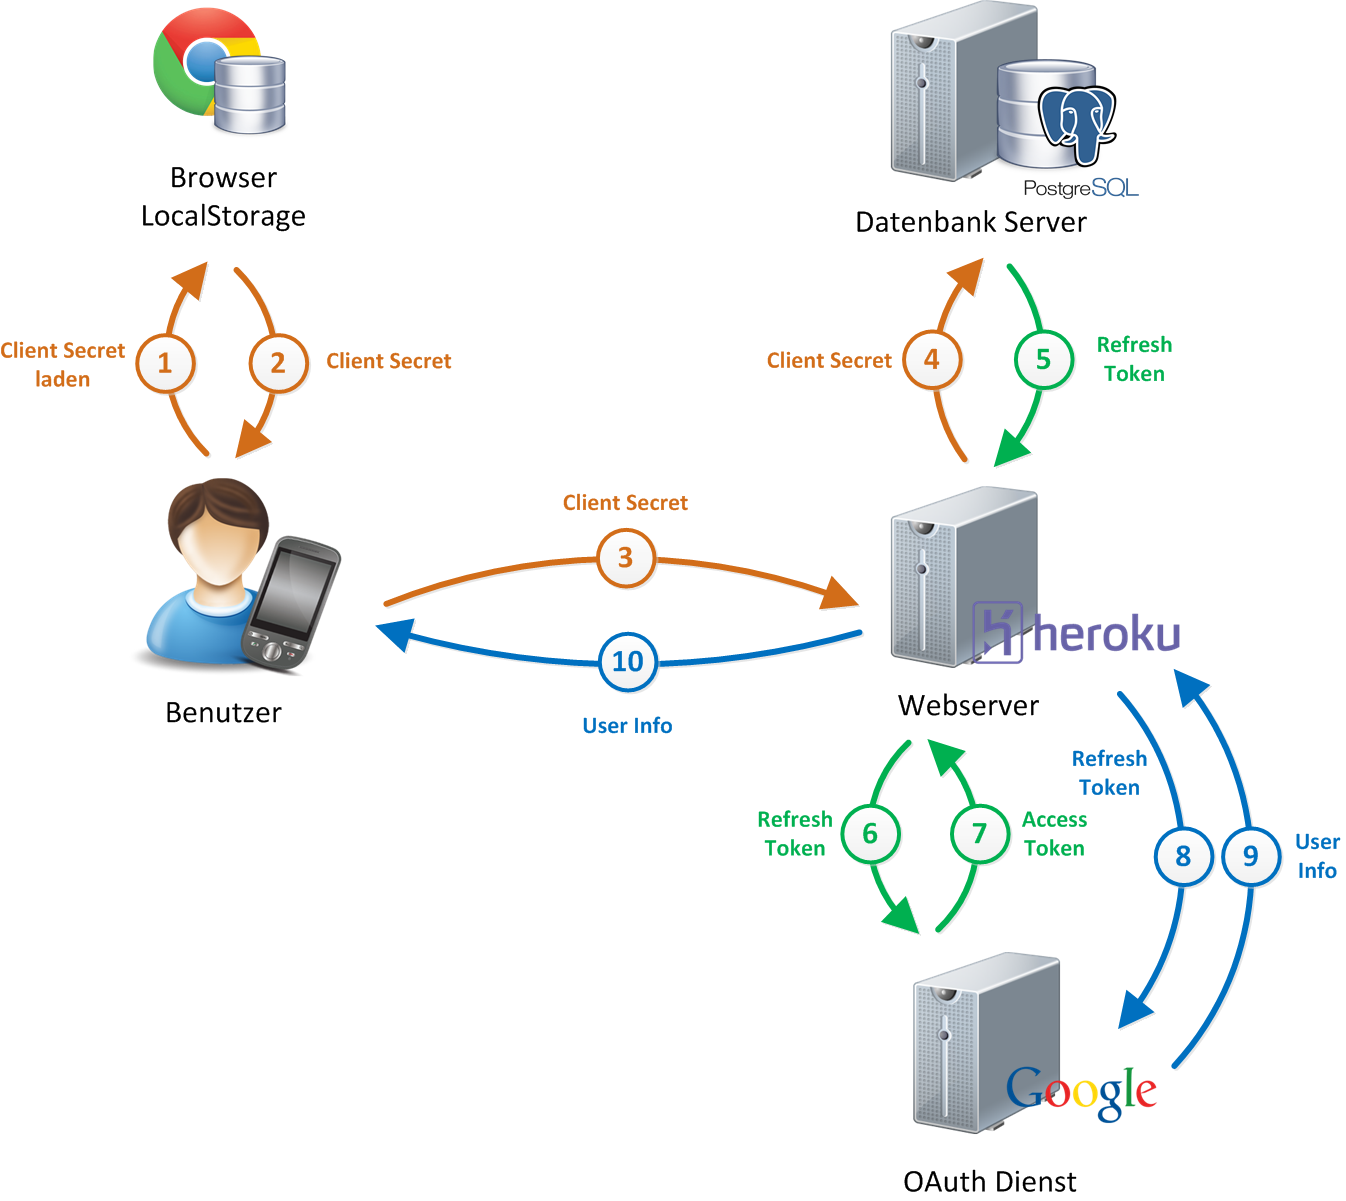 Browser
LocalStorage
PostgreSQL
Datenbank Server
Client Secret
laden
1
2
Client Secret
Client Secret
4
5
Refresh
Token
Client Secret
3
heroku
10
User Info
Benutzer
Webserver
Refresh
Token
Refresh
Token
6
7
Access
Token
8
9
User
Info
Google
OAuth Dienst